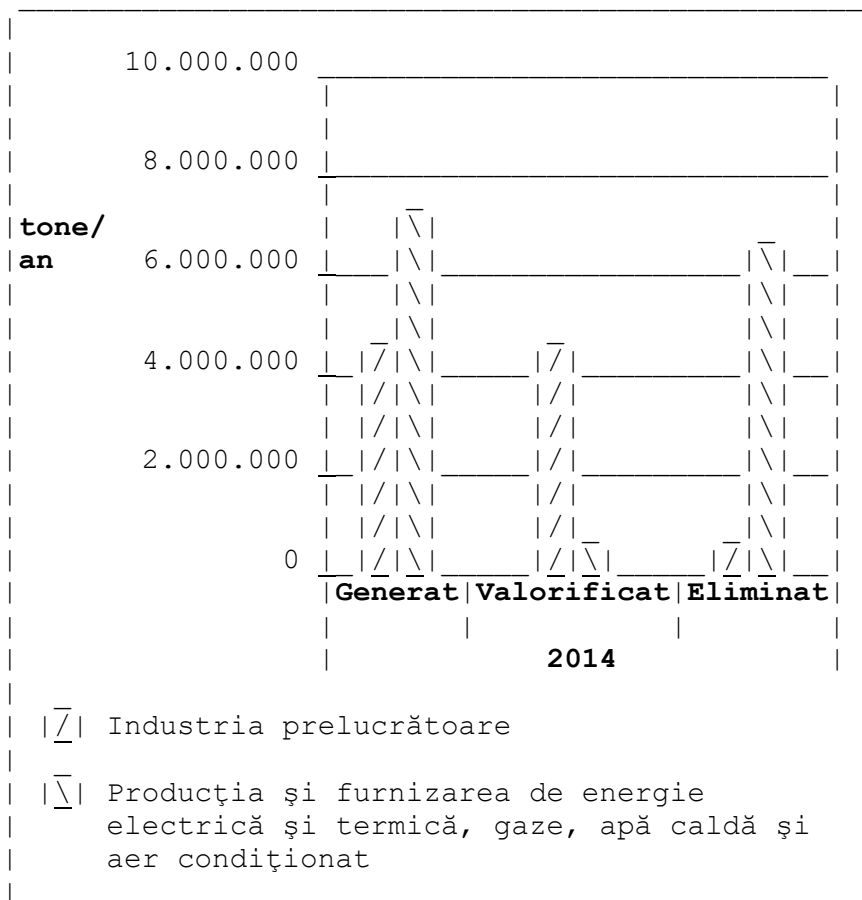 10.000.000
8.000.000
tone/
an 6.000.000
4.000.000
2.000.000
0
Generat Valorificat Eliminat
2014
Industria prelucrătoare
Producţia şi furnizarea de energie
electrică şi termică, gaze, apă caldă şi
aer condiţionat